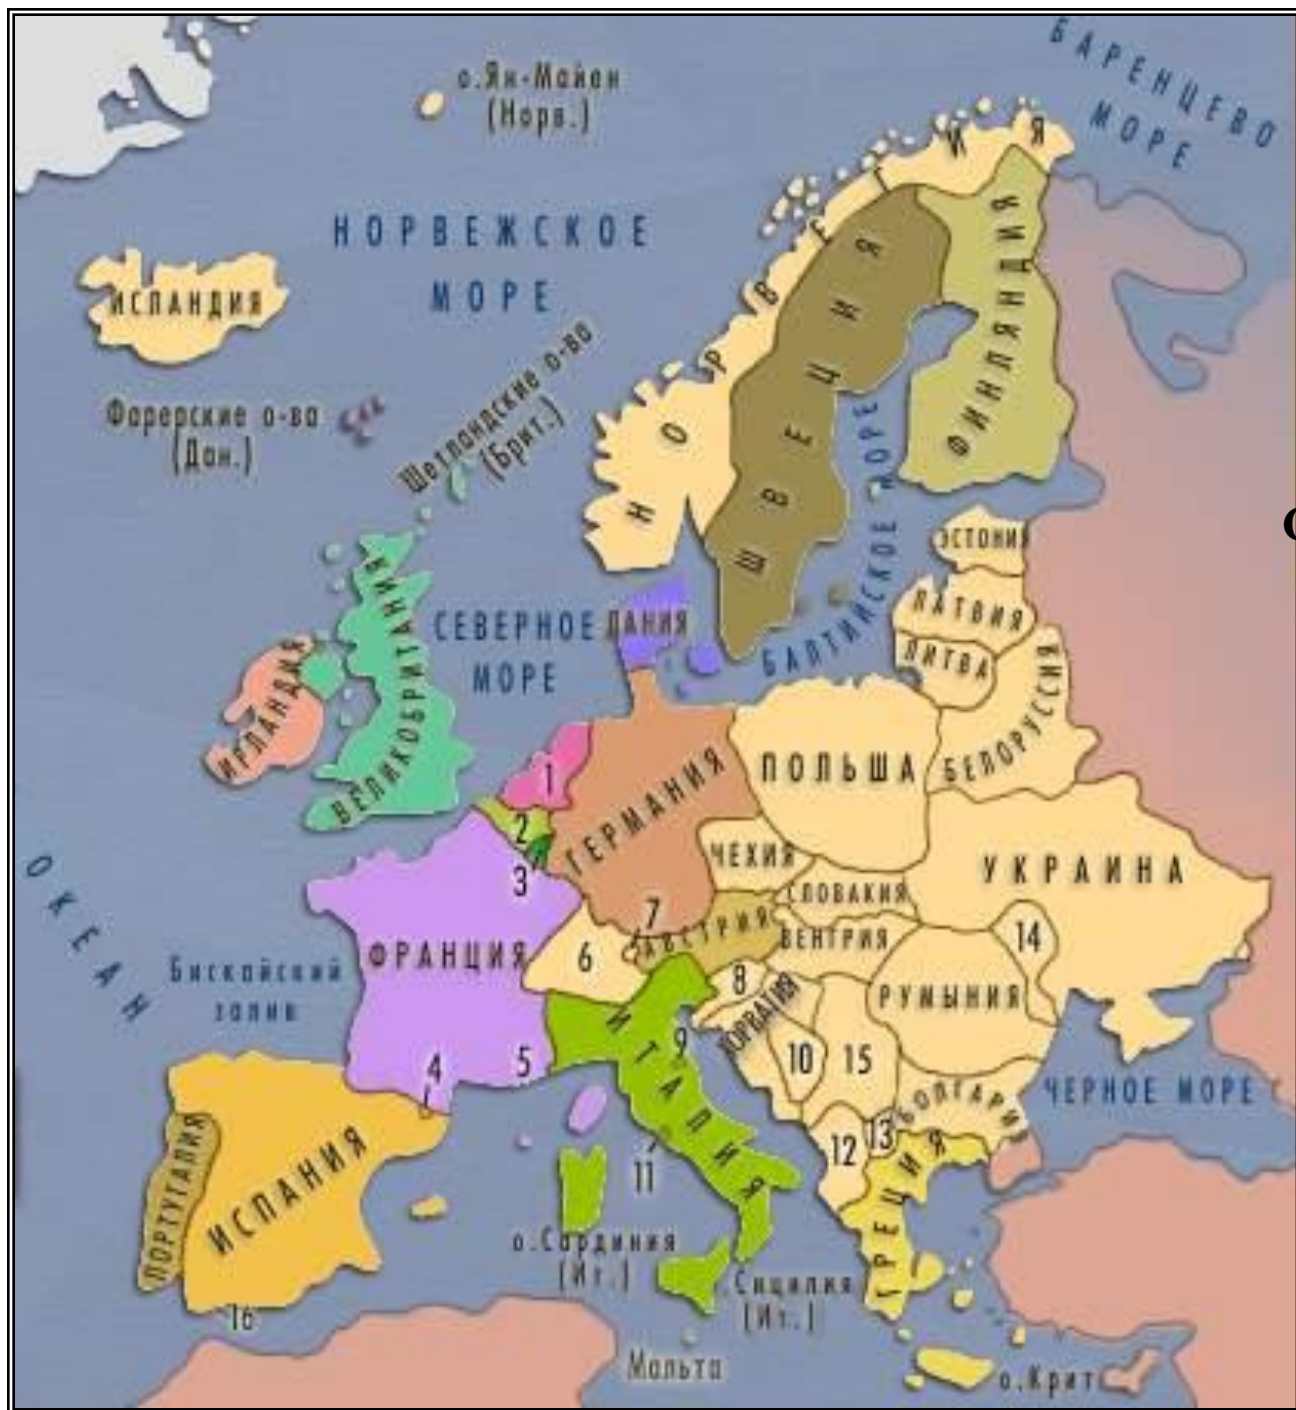 БАРЕНЦЕВО
МОРЕ
о.Ян-Майен
(Норв.)
НОРВЕЖСКОЕ
МОРЕ
ИСЛАНДИЯ
Фарерские о-ва
(Дан.)
Шетландские о-ва
(Брит.)
НОРВЕГИЯ
ШВЕЦИЯ
ФИНЛЯНДИЯ
БАЛТИЙСКОЕ МОРЕ
ЭСТОНИЯ
ЛАТВИЯ
ЛИТВА
БЕЛОРУССИЯ
СЕВЕРНОЕ
МОРЕ
ДАНИЯ
ИРЛАНДИЯ
ВЕЛИКОБРИТАНИЯ
1
2
3
ГЕРМАНИЯ
ПОЛЬША
ЧЕХИЯ
СЛОВАКИЯ
УКРАИНА
ОКЕАН
Бискайский
залив
ФРАНЦИЯ
6
7
АВСТРИЯ
ВЕНГРИЯ
14
8
ХОРВАТИЯ
РУМЫНИЯ
4
5
ИТАЛИЯ
9
10
15
ЧЕРНОЕ МОРЕ
БОЛГАРИЯ
13
12
11
ПОРТУГАЛИЯ
ИСПАНИЯ
16
о.Сардиния
(Ит.)
.Сицилия
(Ит.)
ГРЕЦИЯ
Мальта
о.Крит